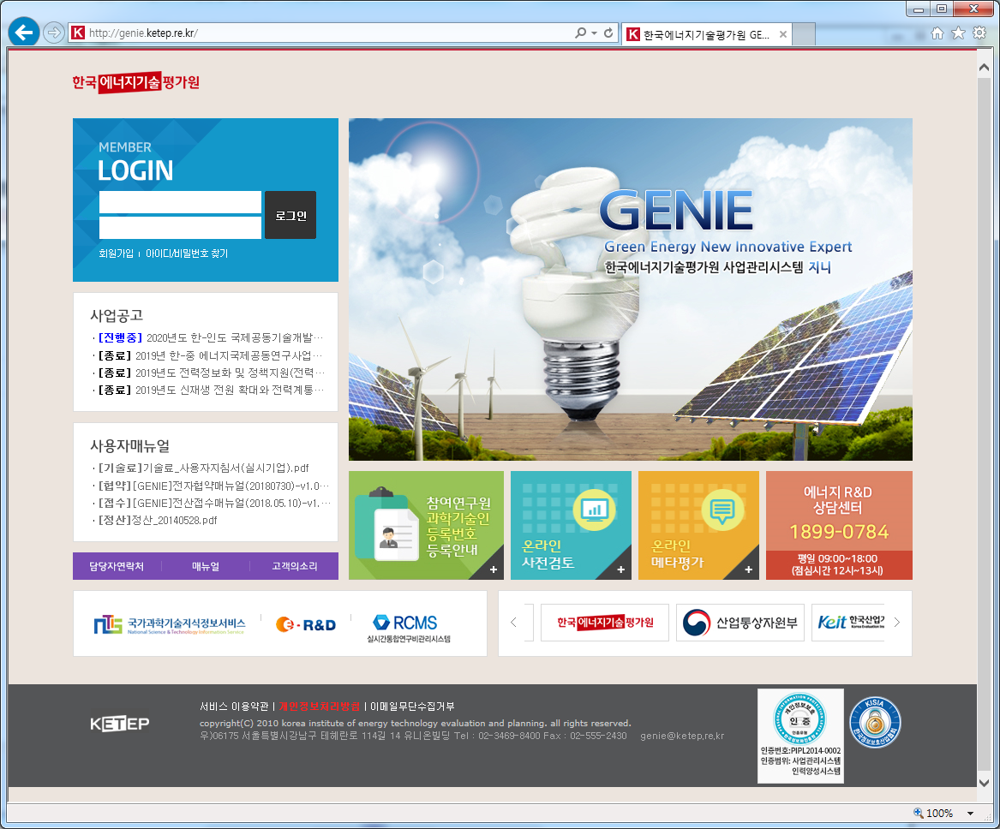 http://genie.ketep.re.kr/
한국에너지기술평가원 GE...
한국에너지기술평가원
MEMBER
LOGIN
로그인
회원가입 | 아이디/비밀번호 찾기
GENIE
Green Energy New Innovative Expert
한국에너지기술평가원 사업관리시스템 지니
사업공고
· [진행중] 2020년도 한-인도 국제공동기술개발…
· [종료] 2019년 한-중 에너지국제공동연구사업…
· [종료] 2019년도 전력정보화 및 정책지원(전력…
· [종료] 2019년도 신재생 전원 확대와 전력계통…
사용자매뉴얼
· [기술료]기술료_사용자지침서(실시기업).pdf
· [협약][GENIE]전자협약매뉴얼(20180730)-v1.0…
· [접수][GENIE]전산접수매뉴얼(2018.05.10)-v1.…
· [정산]정산_20140528.pdf
담당자연락처 | 매뉴얼 | 고객의소리
참여연구원
과학기술인
등록번호
등록안내
+
온라인
사전검토
+
온라인
메타평가
+
에너지 R&D
상담센터
1899-0784
평일 09:00~18:00
(점심시간 12시~13시)
NTIS 국가과학기술지식정보서비스
National Science & Technology Information Service
e-R&D
RCMS
실시간통합연구비관리시스템
한국에너지기술평가원
산업통상자원부
Keit 한국산업기
Korea Evaluation Ins
KETEP
서비스 이용약관 | 개인정보처리방침 | 이메일무단수집거부
copyright(C) 2010 korea institute of energy technology evaluation and planning. all rights reserved.
우)06175 서울특별시강남구 테헤란로 114길 14 유니온빌딩 Tel : 02-3469-8400 Fax : 02-555-2430 genie@ketep,re,kr
개인정보보호
인증
인증번호:PIPL2014-0002
인증범위: 사업관리시스템
인력양성시스템
KISIA
100%